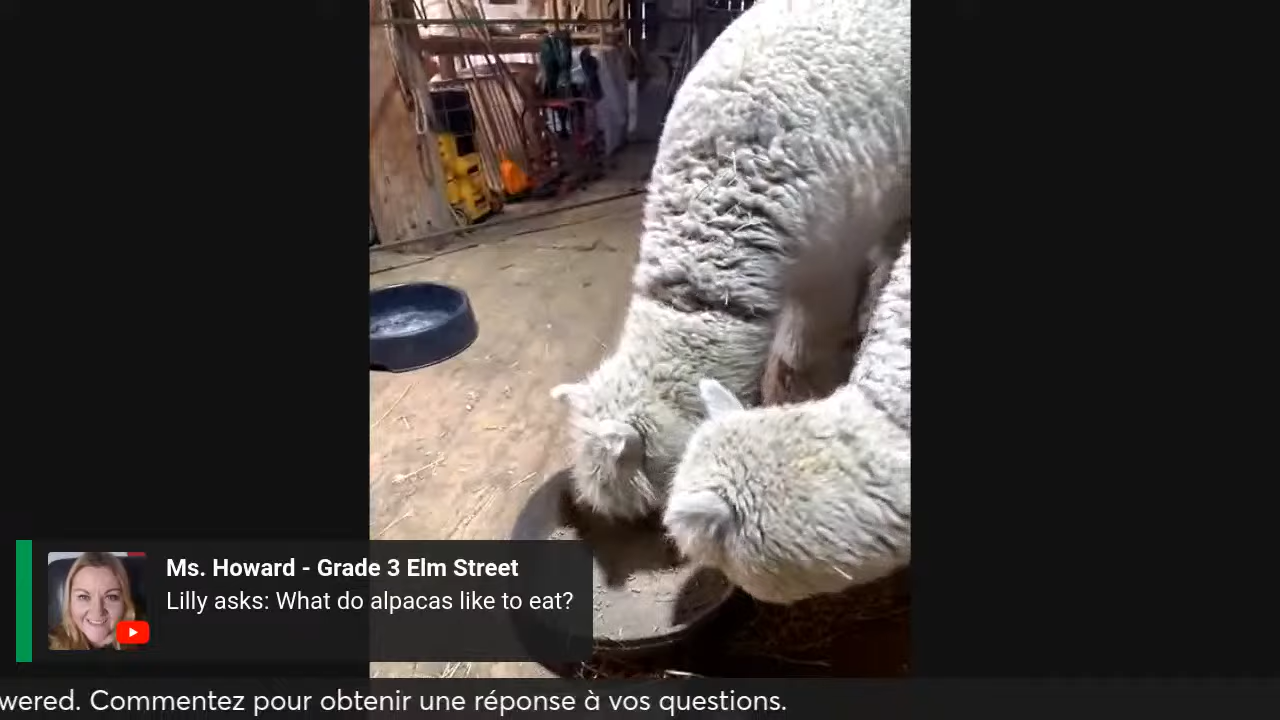 Ms. Howard - Grade 3 Elm Street
Lilly asks: What do alpacas like to eat?
wered. Commentez pour obtenir une réponse à vos questions.